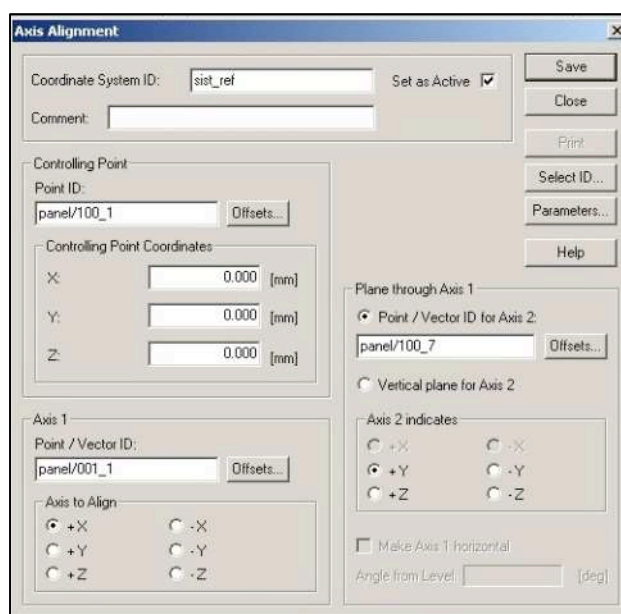 Axis Alignment
Coordinate System ID: sist_ref Set as Active
Comment:
Save
Close
Print
Select ID...
Parameters...
Help
Controlling Point
Point ID:
panel/100_1 Offsets...
Controlling Point Coordinates
X: 0.000 [mm]
Y: 0.000 [mm]
Z: 0.000 [mm]
Axis 1
Point / Vector ID:
panel/001_1 Offsets...
Axis to Align
+X -X
+Y -Y
+Z -Z
Plane through Axis 1
Point / Vector ID for Axis 2:
panel/100_7 Offsets...
Vertical plane for Axis 2
Axis 2 indicates
+X -X
+Y -Y
+Z -Z
Make Axis 1 horizontal
Angle from Level: [deg]